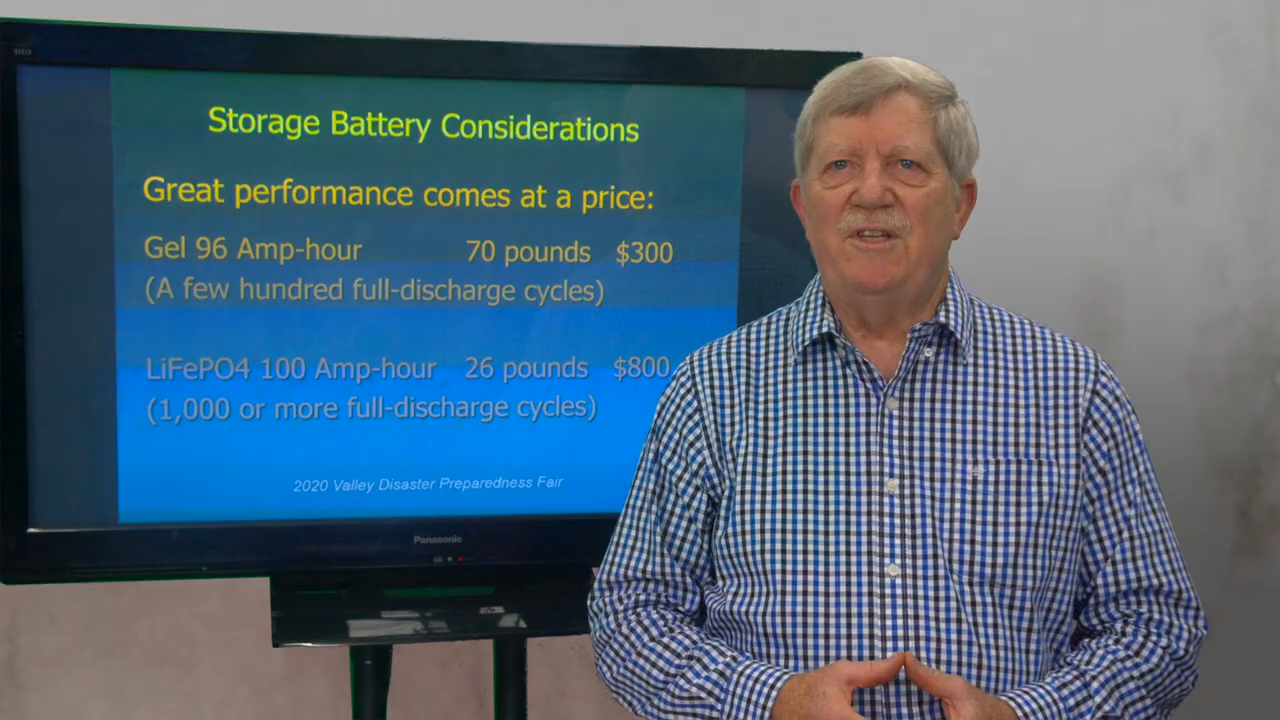 Storage Battery Considerations
Great performance comes at a price:
Gel 96 Amp-hour 70 pounds $300
(A few hundred full-discharge cycles)
LiFePO4 100 Amp-hour 26 pounds $800
(1,000 or more full-discharge cycles)
2020 Valley Disaster Preparedness Fair
Panasonic